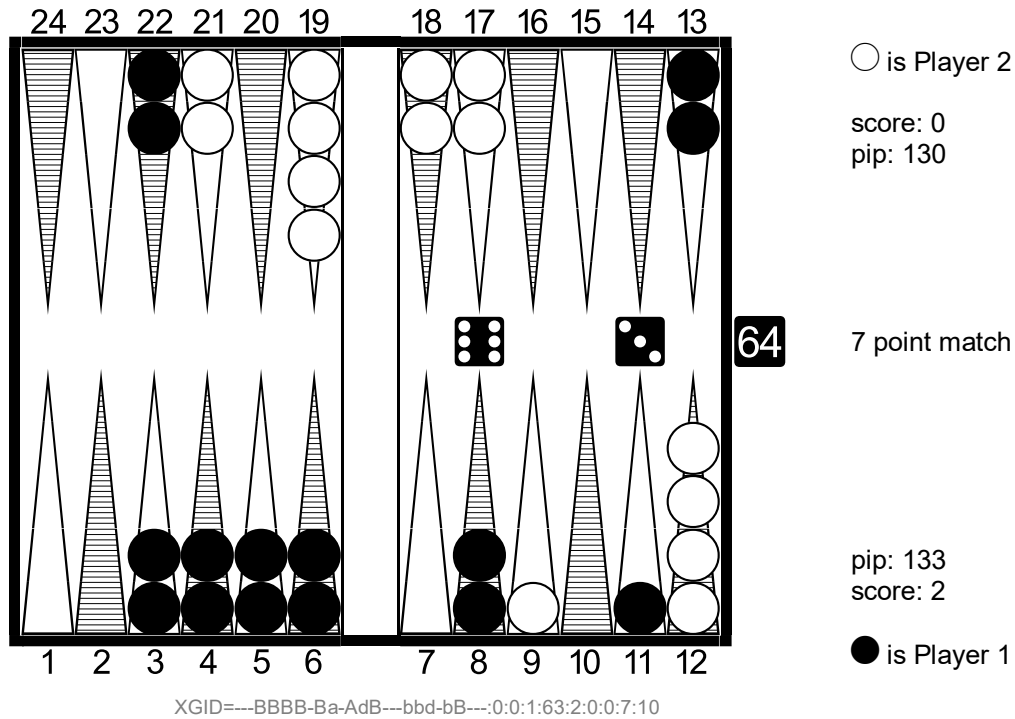 24 23 22 21 20 19 18 17 16 15 14 13
is Player 2
score: 0
pip: 130
64
7 point match
pip: 133
score: 2
is Player 1
1 2 3 4 5 6 7 8 9 10 11 12
XGID=---BBBB-Ba-AdB---bbd-bB---:0:0:1:63:2:0:0:7:10